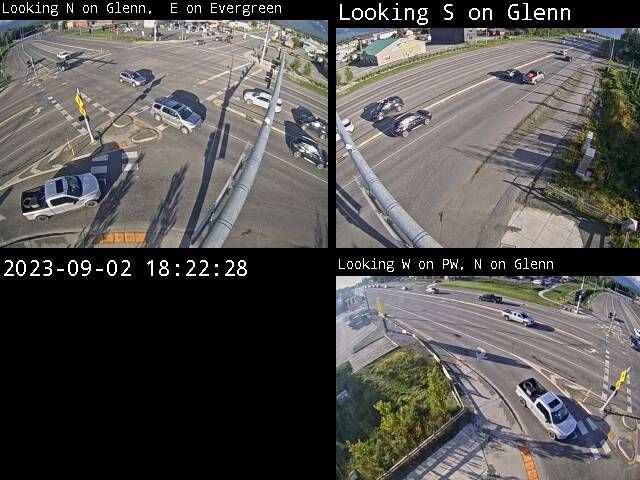 Looking N on Glenn, E on Evergreen
Looking S on Glenn
2023-09-02 18:22:28
Looking W on PW, N on Glenn